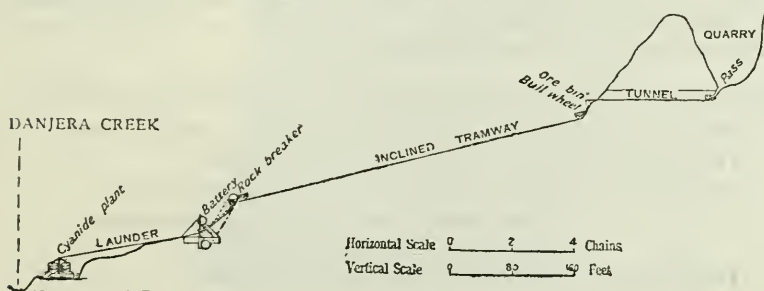 QUARRY
Pass
Ore bin
Bull wheel
TUNNEL
DANJERA CREEK
INCLINED TRAMWAY
Rock breaker
Battery
Cyanide plant
LAUNDER
Horizontal Scale 0 2 4 Chains
Vertical Scale 0 80 160 Feet